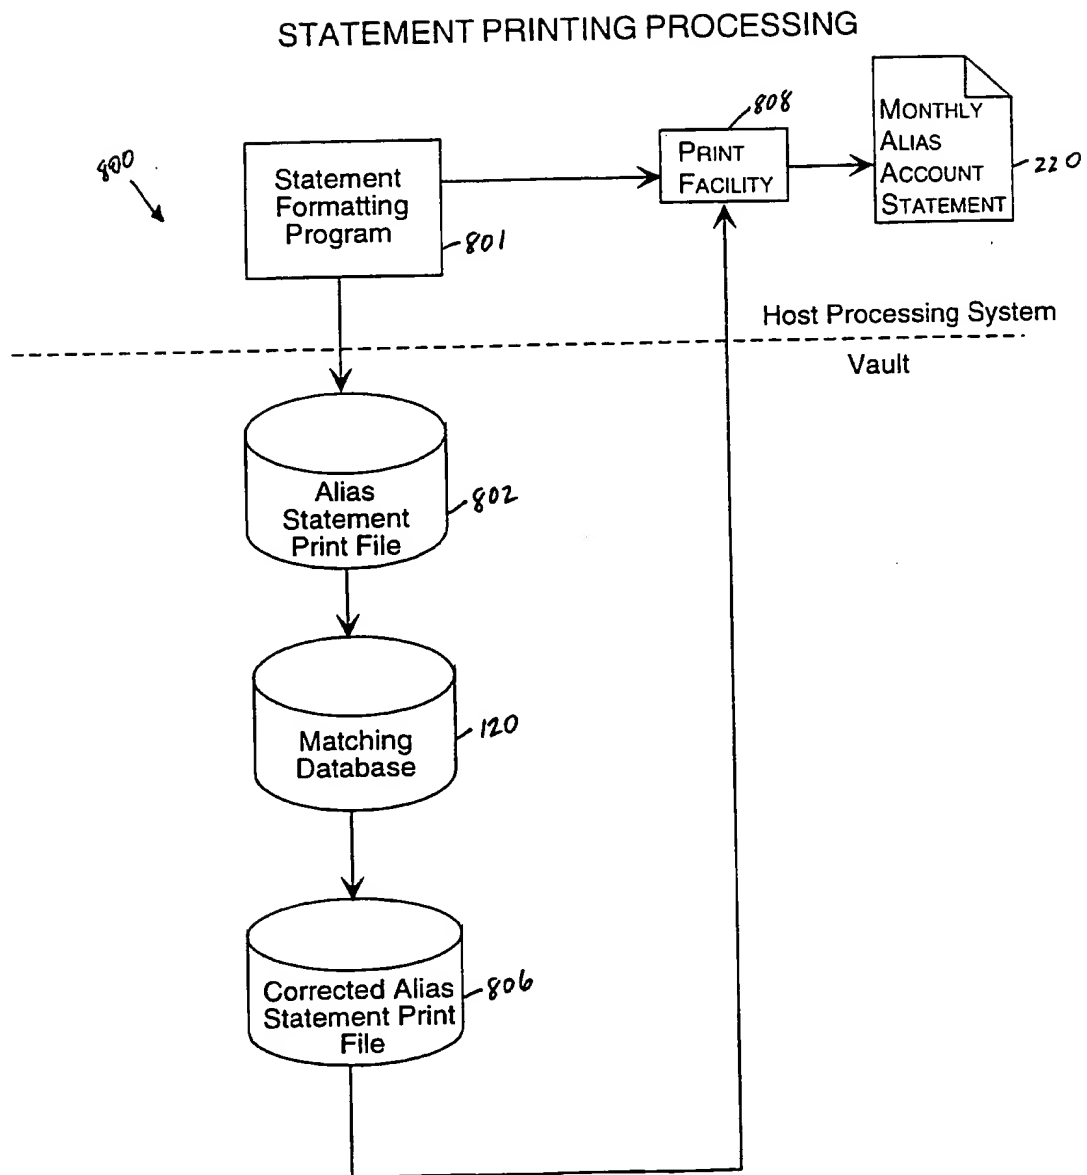 STATEMENT PRINTING PROCESSING
800
Statement
Formatting
Program
801
808
PRINT
FACILITY
MONTHLY
ALIAS
ACCOUNT
STATEMENT
220
Host Processing System
Vault
Alias
Statement
Print File
802
Matching
Database
120
Corrected Alias
Statement Print
File
806